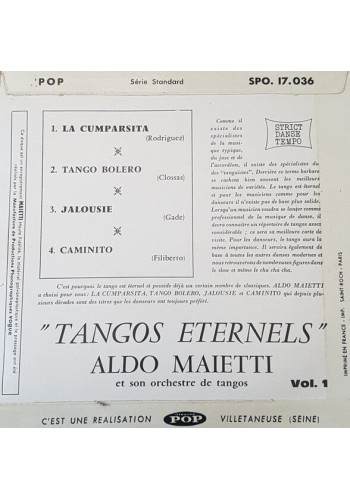 'POP
Série Standard
SPO. 17.036
1. LA CUMPARSITA
(Rodriguez)
2. TANGO BOLERO
(Clossas)
3. JALOUSIE
(Gade)
4. CAMINITO
(Filiberto)
Comme il
existe des
spécialistes
de la mu-
sique typique,
du jazz et de
l'accordéon, il existe des spécialistes du
des "tanguistes". Derrière ce terme barbare
se cachent bien souvent les meilleurs
musiciens de variétés. Le tango est éternel
et pour les musiciens comme pour les
danseurs il n'existe pas de base plus solide.
Lorsqu'un musicien voudra se lancer comme
professionnel de la musique de danse, il
devra connaître un répertoire de tangos assez
considérable ; ce sera sa meilleure carte de
visite. Pour les danseurs, le tango aura la
même importance. Il servira également de
base à toutes les autres danses modernes et
nous retrouverons de nombreuses figures dans
le slow et même le cha cha cha.
STRICT
DANSE
TEMPO
C'est pourquoi le tango est éternel et possède déjà un certain nombre de classiques. ALDO MAIETTI
a choisi pour nous : LA CUMPARSITA, TANGO BOLERO, JALOUSIE et CAMINITO qui depuis plu-
sieurs décades sont des titres que les danseurs ont toujours préféré.
"TANGOS ETERNELS"
ALDO MAIETTI
et son orchestre de tangos
Vol. 1
C'EST UNE REALISATION
POP
VILLETANEUSE (SEINE)
IMPRIMÉ EN FRANCE - IMP. SAINT-ROCH - PARIS